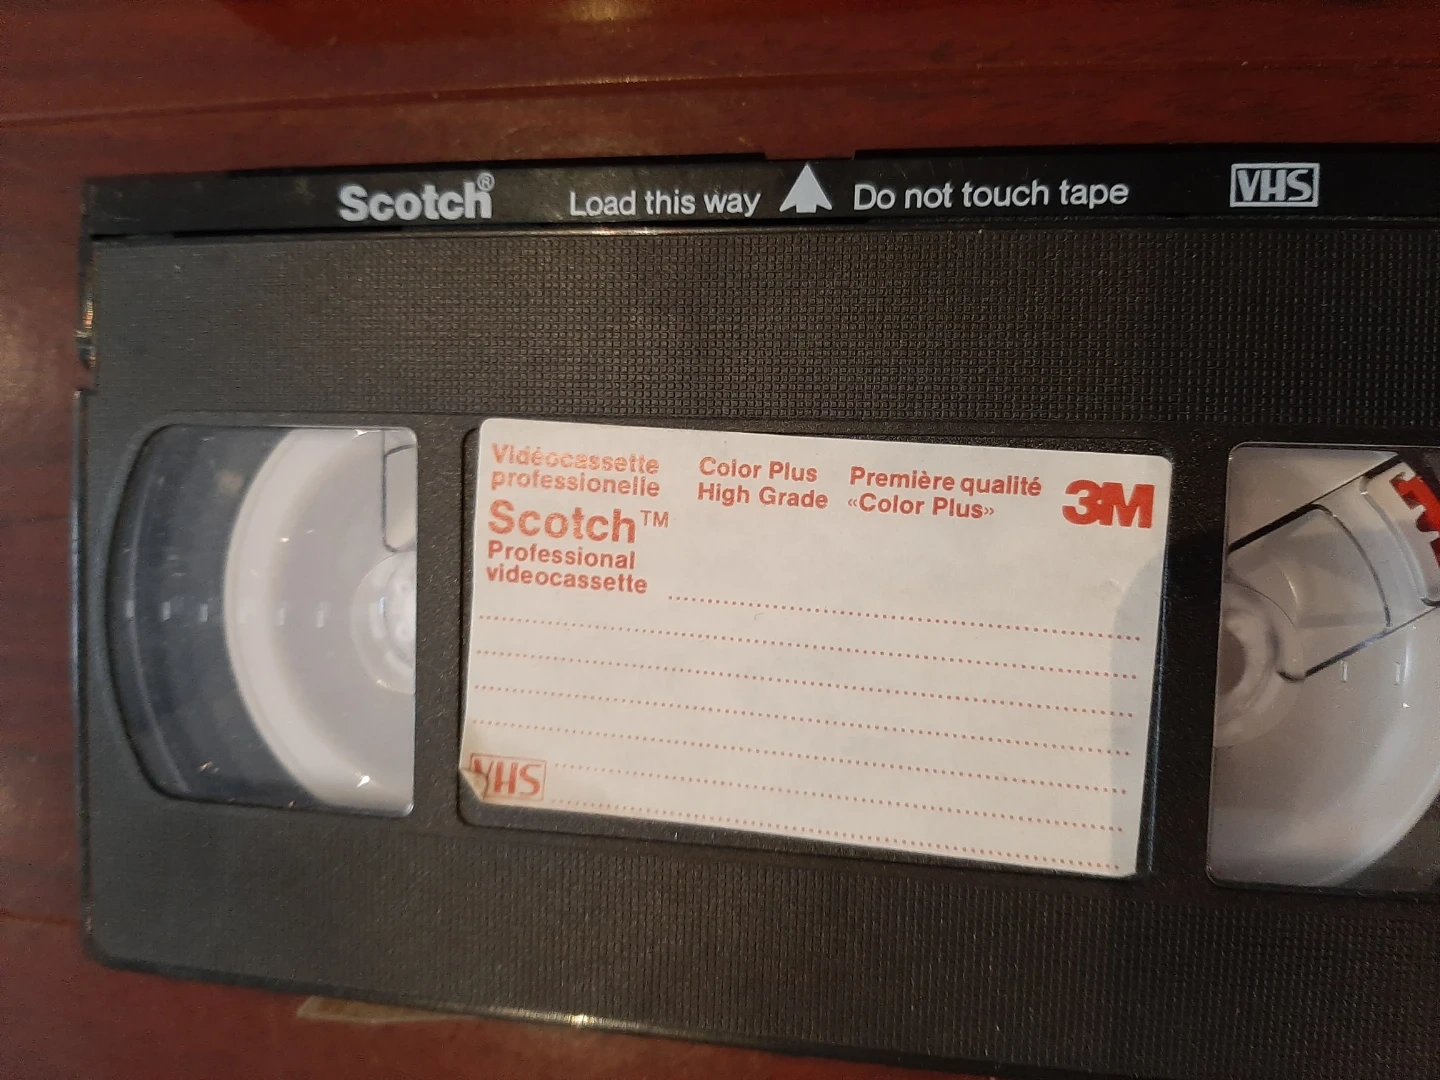 Scotch®
Load this way Do not touch tape
VHS
Vidéocassette
professionelle
Scotch™
Professional
videocassette
Color Plus
High Grade
Première qualité
«Color Plus»
3M
VHS